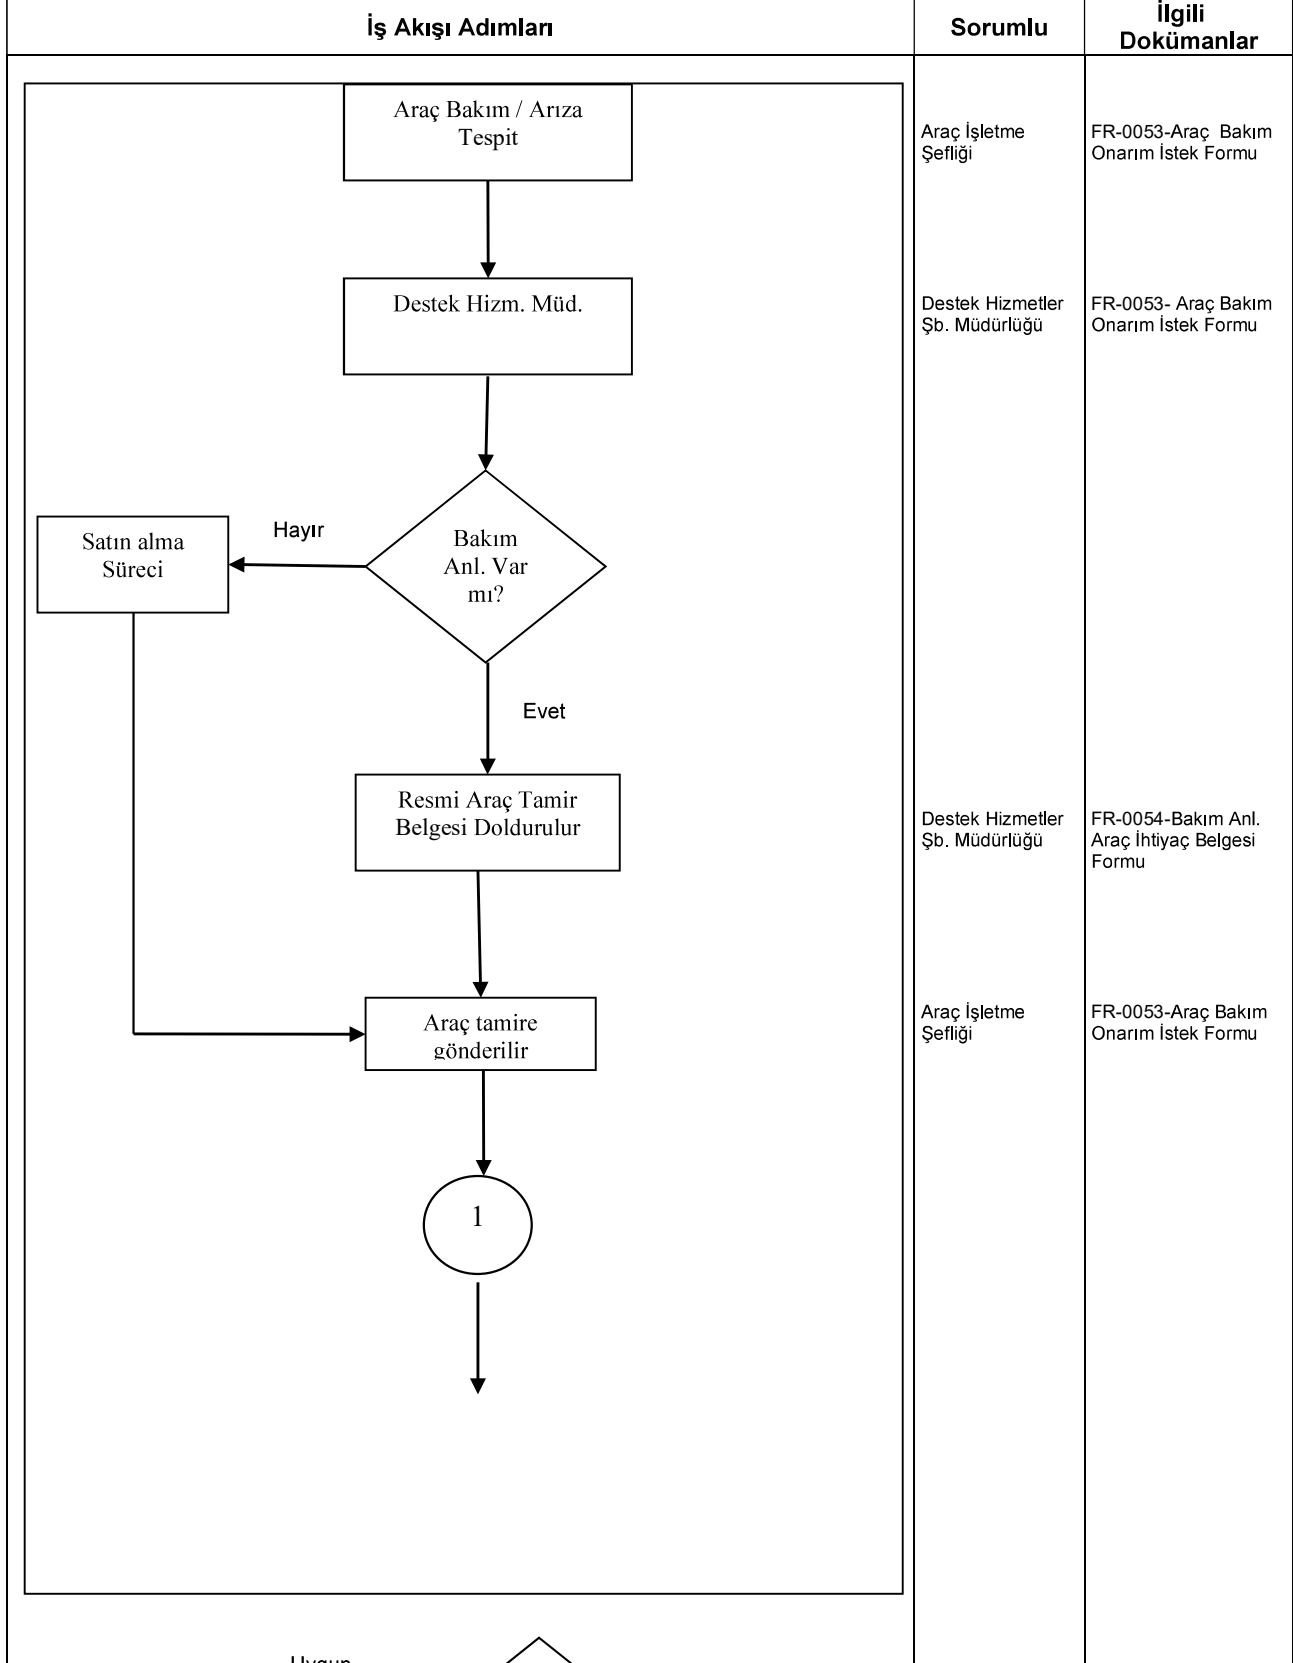 İş Akışı Adımları
Sorumlu
İlgili
Dokümanlar
Araç Bakım / Arıza
Tespit
Araç İşletme
Şefliği
FR-0053-Araç Bakım
Onarım İstek Formu
Destek Hizm. Müd.
Destek Hizmetler
Şb. Müdürlüğü
FR-0053- Araç Bakım
Onarım İstek Formu
Satın alma
Süreci
Hayır
Bakım
Anl. Var
mı?
Evet
Resmi Araç Tamir
Belgesi Doldurulur
Destek Hizmetler
Şb. Müdürlüğü
FR-0054-Bakım Anl.
Araç İhtiyaç Belgesi
Formu
Araç tamire
gönderilir
Araç İşletme
Şefliği
FR-0053-Araç Bakım
Onarım İstek Formu
1
Uygun